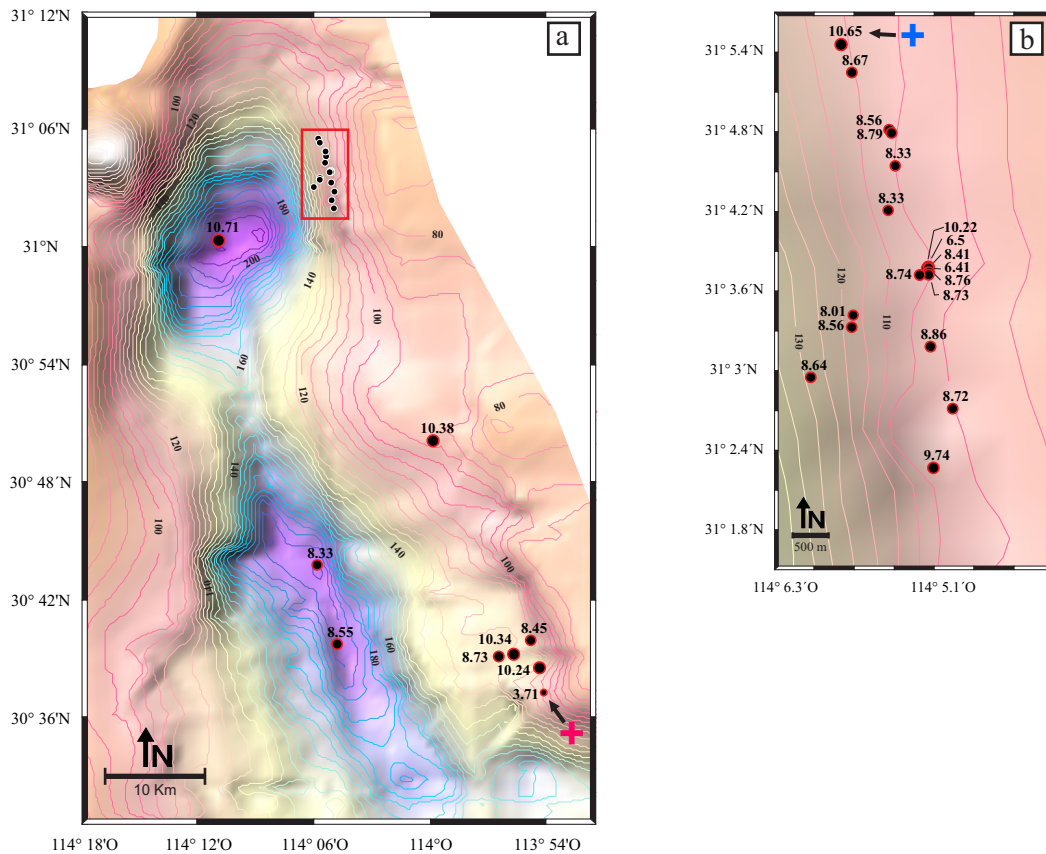 a
31° 12'N
31° 06'N
31° N
30° 54'N
30° 48'N
30° 42'N
30° 36'N
100
120
180
10.71
200
140
80
100
160
120
80
10.38
120
140
100
140
100
8.33
110
8.55
160
180
8.45
10.34
8.73
10.24
3.71
N
10 Km
114° 18'O
114° 12'O
114° 06'O
114° O
113° 54'O
b
31° 5.4'N
31° 4.8'N
31° 4.2'N
31° 3.6'N
31° 3'N
31° 2.4'N
31° 1.8'N
10.65
8.67
8.56
8.79
8.33
8.33
10.22
6.5
8.41
6.41
8.76
8.73
8.74
120
110
8.01
8.56
130
8.86
8.64
8.72
9.74
N
500 m
114° 6.3'O
114° 5.1'O